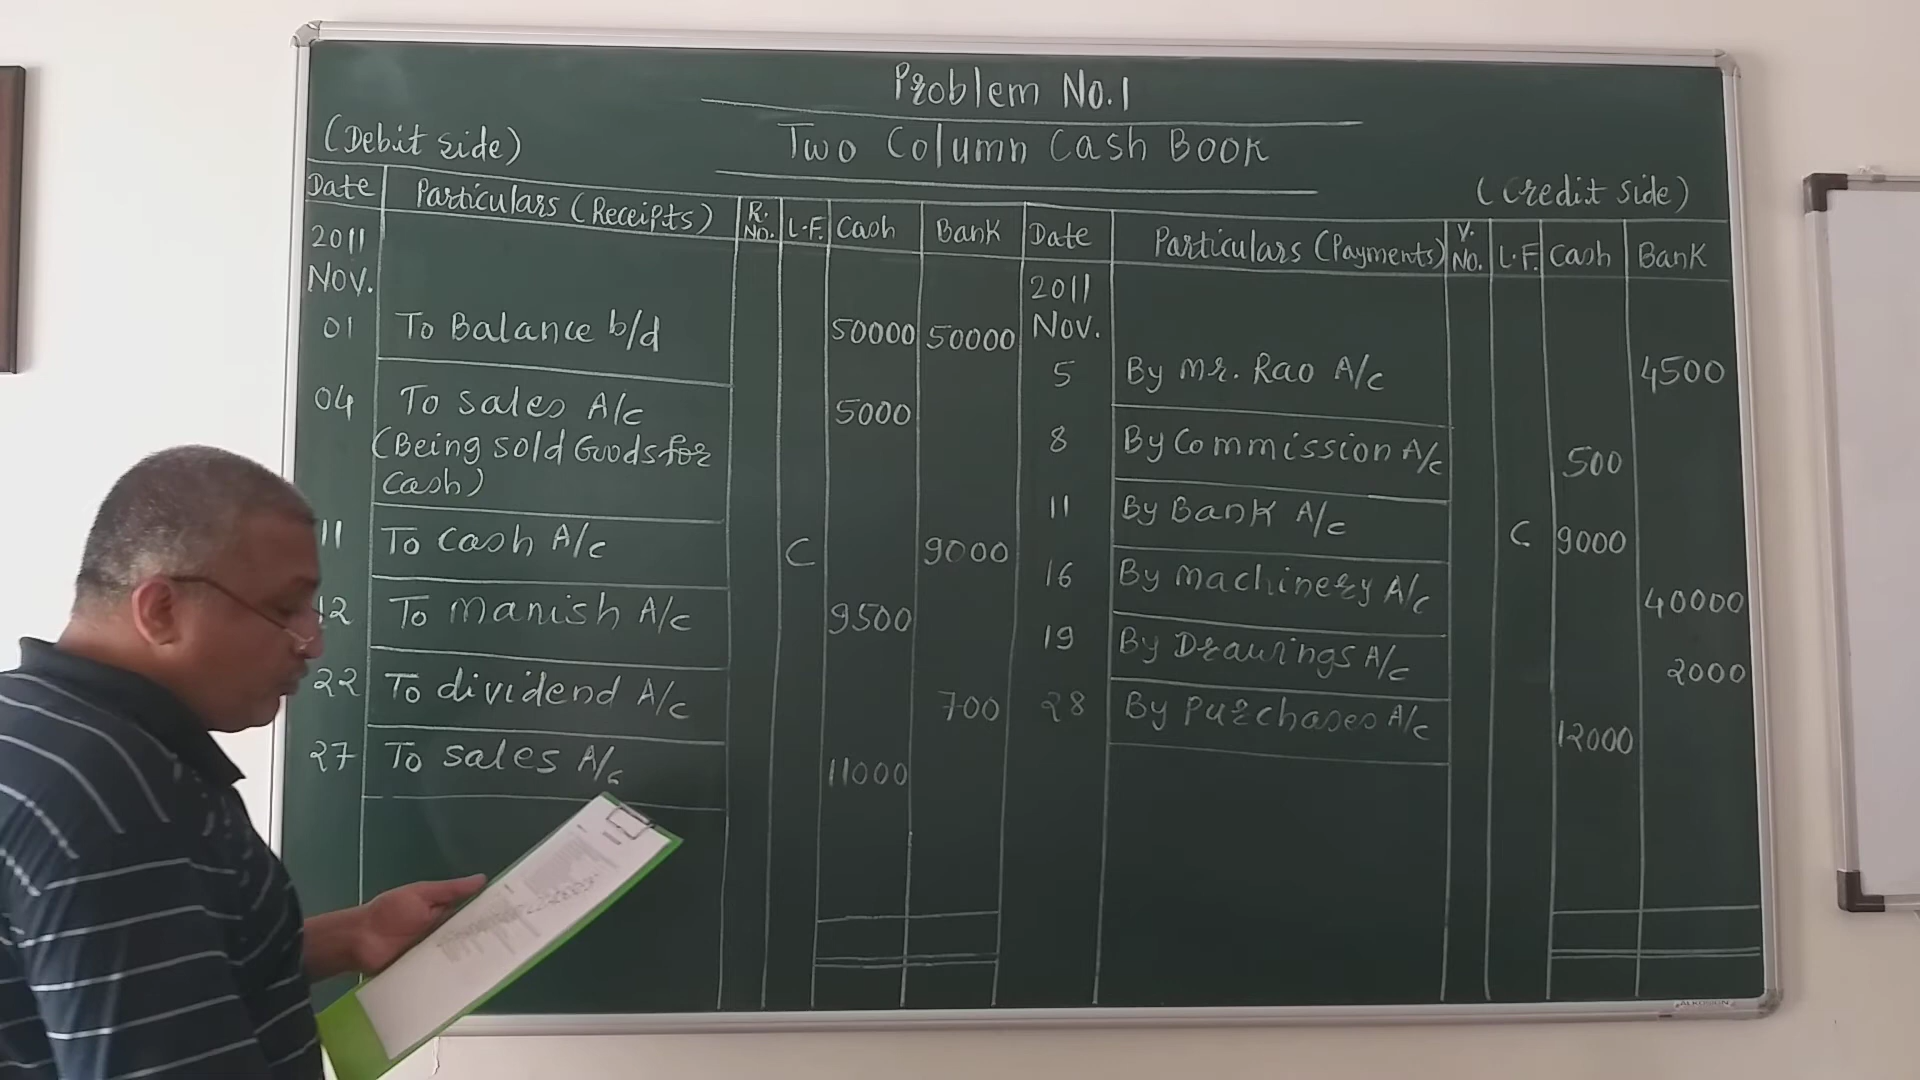 Problem No.1
Two Column Cash Book
(Debit side)
(Credit side)
Date Particulars (Receipts) R. No. L.F. Cash Bank Date Particulars (Payments) V. No. L.F. Cash Bank
2011
Nov.
01 To Balance b/d 50000 50000
04 To sales A/c 5000
(Being sold Goods for
cash)
11 To cash A/c C 9000
12 To Manish A/c 9500
22 To dividend A/c 700
27 To sales A/c 11000
2011
Nov.
5 By Mr. Rao A/c 4500
8 By Commission A/c 500
11 By Bank A/c C 9000
16 By Machinery A/c 40000
19 By Drawings A/c 2000
28 By Purchases A/c 12000